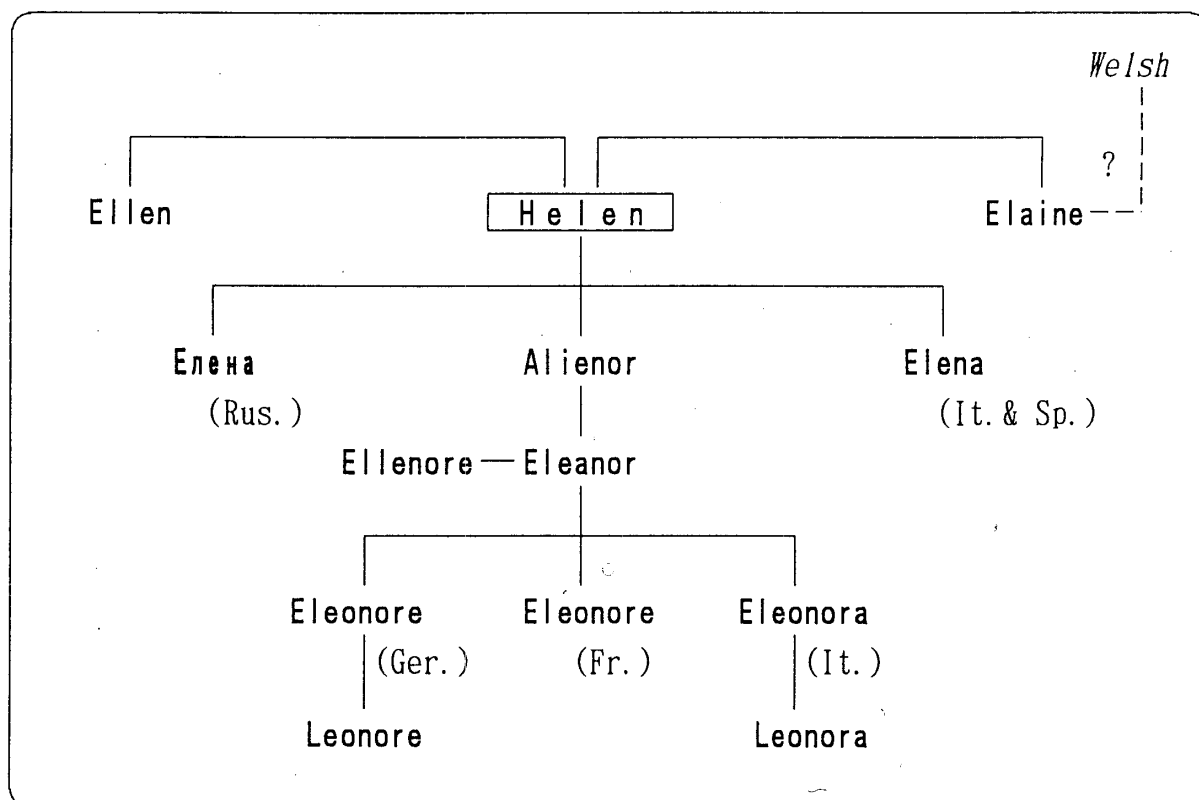 Welsh
?
Ellen Helen Elaine
Елена Alienor Elena
(Rus.) (It. & Sp.)
Ellenore Eleanor
Eleonore Eleonore Eleonora
(Ger.) (Fr.) (It.)
Leonore Leonora